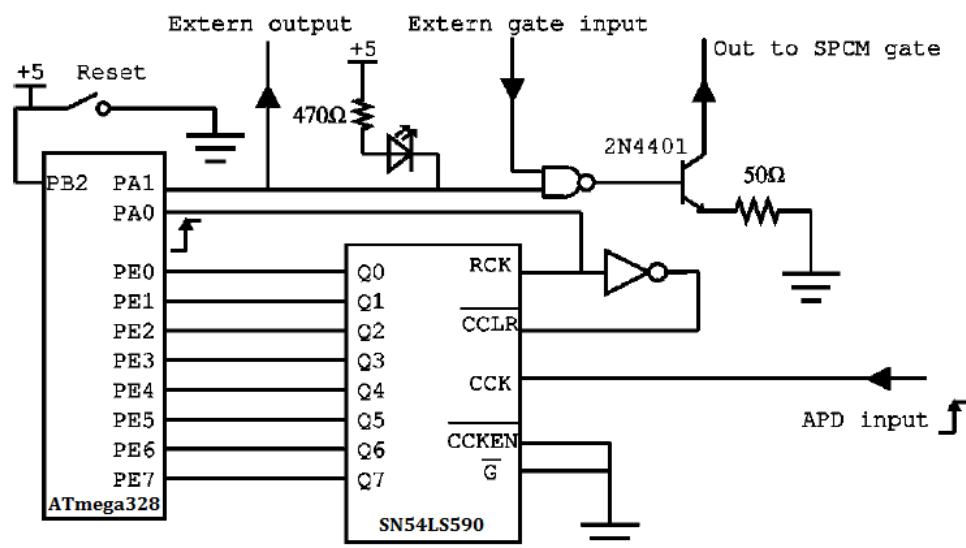 Extern output
Extern gate input
+5
Out to SPCM gate
+5
Reset
470Ω
2N4401
50Ω
PB2
PA1
PA0
PE0
PE1
PE2
PE3
PE4
PE5
PE6
PE7
ATmega328
Q0
Q1
Q2
Q3
Q4
Q5
Q6
Q7
RCK
CCLR
CCK
CCKEN
G
SN54LS590
APD input